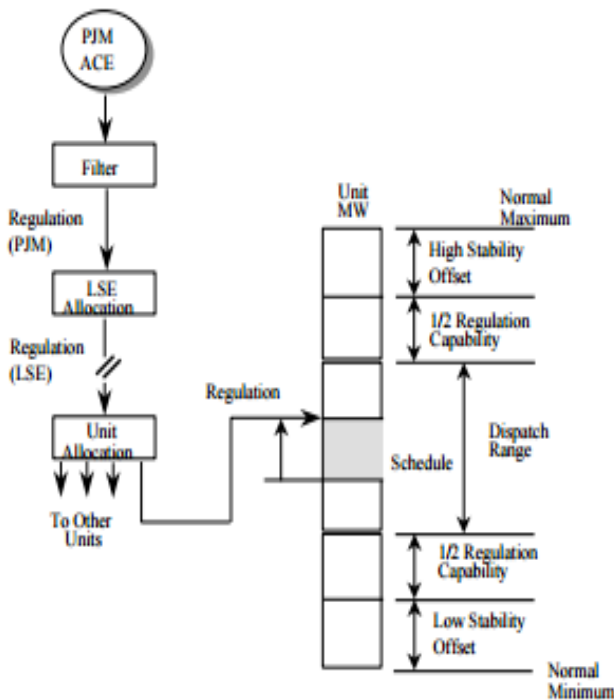 PJM
ACE
Filter
Regulation
(PJM)
LSE
Allocation
Regulation
(LSE)
Unit
Allocation
To Other
Units
Regulation
Unit
MW
Normal
Maximum
High Stability
Offset
1/2 Regulation
Capability
Schedule
Dispatch
Range
1/2 Regulation
Capability
Low Stability
Offset
Normal
Minimum